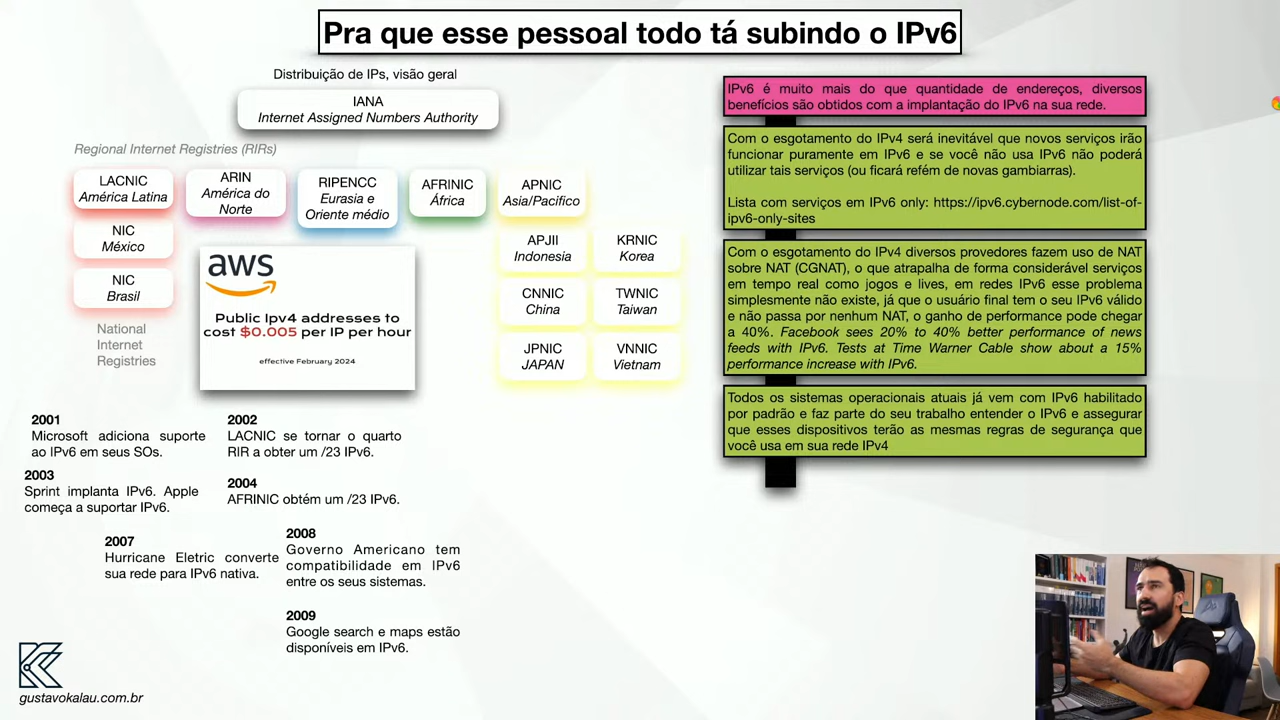 Pra que esse pessoal todo tá subindo o IPv6
Distribuição de IPs, visão geral
IANA
Internet Assigned Numbers Authority
Regional Internet Registries (RIRs)
LACNIC
América Latina
ARIN
América do
Norte
RIPENCC
Eurasia e
Oriente médio
AFRINIC
África
APNIC
Asia/Pacifico
NIC
México
NIC
Brasil
National
Internet
Registries
aws
Public Ipv4 addresses to
cost $0.005 per IP per hour
effective February 2024
APJII
Indonesia
KRNIC
Korea
CNNIC
China
TWNIC
Taiwan
JPNIC
JAPAN
VNNIC
Vietnam
2001
Microsoft adiciona suporte
ao IPv6 em seus SOs.
2002
LACNIC se tornar o quarto
RIR a obter um /23 IPv6.
2003
Sprint implanta IPv6. Apple
começa a suportar IPv6.
2004
AFRINIC obtém um /23 IPv6.
2007
Hurricane Eletric converte
sua rede para IPv6 nativa.
2008
Governo Americano tem
compatibilidade em IPv6
entre os seus sistemas.
2009
Google search e maps estão
disponíveis em IPv6.
IPv6 é muito mais do que quantidade de endereços, diversos
benefícios são obtidos com a implantação do IPv6 na sua rede.
Com o esgotamento do IPv4 será inevitável que novos serviços irão
funcionar puramente em IPv6 e se você não usa IPv6 não poderá
utilizar tais serviços (ou ficará refém de novas gambiarras).
Lista com serviços em IPv6 only: https://ipv6.cybernode.com/list-of-
ipv6-only-sites
Com o esgotamento do IPv4 diversos provedores fazem uso de NAT
sobre NAT (CGNAT), o que atrapalha de forma considerável serviços
em tempo real como jogos e lives, em redes IPv6 esse problema
simplesmente não existe, já que o usuário final tem o seu IPv6 válido
e não passa por nenhum NAT, o ganho de performance pode chegar
a 40%. Facebook sees 20% to 40% better performance of news
feeds with IPv6. Tests at Time Warner Cable show about a 15%
performance increase with IPv6.
Todos os sistemas operacionais atuais já vem com IPv6 habilitado
por padrão e faz parte do seu trabalho entender o IPv6 e assegurar
que esses dispositivos terão as mesmas regras de segurança que
você usa em sua rede IPv4
gustavokalau.com.br